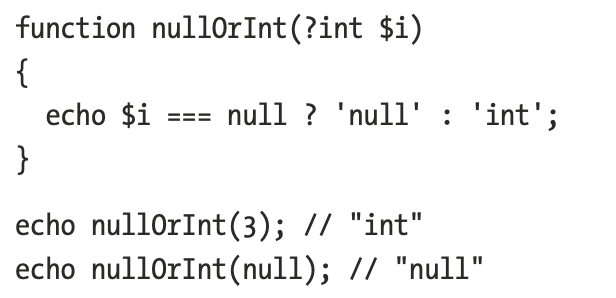 function nullOrInt(?int $i)
{
  echo $i === null ? 'null' : 'int';
}
echo nullOrInt(3); // "int"
echo nullOrInt(null); // "null"